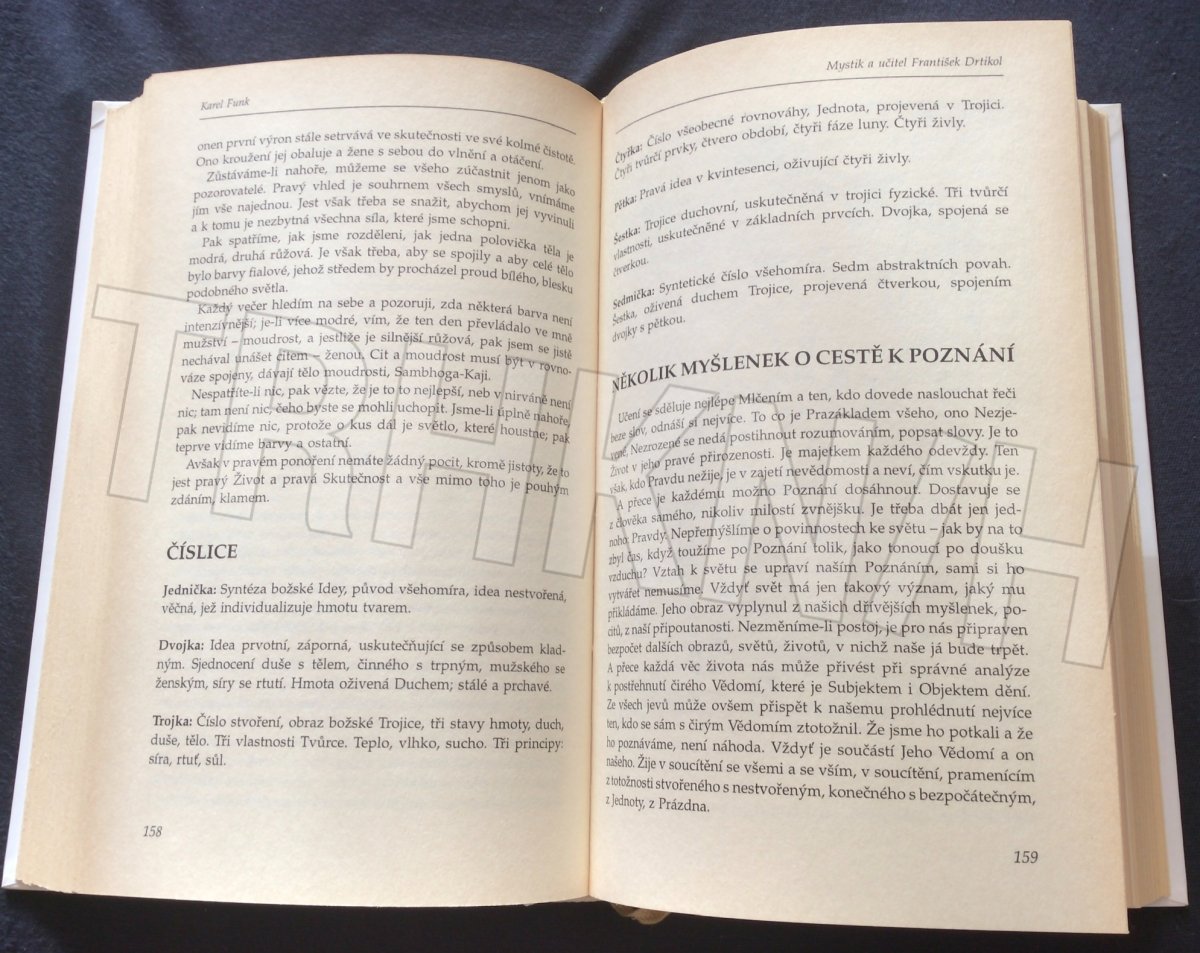 Karel Funk
onen první výron stále setrvává ve skutečnosti ve své kolmé čistotě.
Ono kroužení jej obaluje a žene s sebou do vlnění a otáčení.
Zůstáváme-li nahoře, můžeme se všeho zúčastnit jenom jako
pozorovatelé. Pravý vhled je souhrnem všech smyslů, vnímáme
jím vše najednou. Jest však třeba se snažit, abychom jej vyvinuli
a k tomu je nezbytná všechna síla, které jsme schopni.
Pak spatříme, jak jsme rozděleni, jak jedna polovička těla je
modrá, druhá růžová. Je však třeba, aby se spojily a aby celé tělo
bylo barvy fialové, jehož středem by procházel proud bílého, blesku
podobného světla.
Každý večer hledím na sebe a pozoruji, zda některá barva není
intenzívnější; je-li více modré, vím, že ten den převládalo ve mně
mužství – moudrost, a jestliže je silnější růžová, pak jsem se jistě
nechával unášet citem – ženou. Cit a moudrost musí být v rovno-
váze spojeny, dávají tělo moudrosti, Sambhoga-Kaji.
Nespatříte-li nic, pak vězte, že je to to nejlepší, neb v nirváně není
nic; tam není nic, čeho byste se mohli uchopit. Jsme-li úplně nahoře,
pak nevidíme nic, protože o kus dál je světlo, které houstne; pak
teprve vidíme barvy a ostatní.
Avšak v pravém ponoření nemáte žádný pocit, kromě jistoty, že to
jest pravý Život a pravá Skutečnost a vše mimo toho je pouhým
zdáním, klamem.
ČÍSLICE
Jednička: Syntéza božské Idey, původ všehomíra, idea nestvořená,
věčná, jež individualizuje hmotu tvarem.
Dvojka: Idea prvotní, záporná, uskutečňující se způsobem klad-
ným. Sjednocení duše s tělem, činného s trpným, mužského se
ženským, síry se rtutí. Hmota oživená Duchem; stálé a prchavé.
Trojka: Číslo stvoření, obraz božské Trojice, tři stavy hmoty, duch,
duše, tělo. Tři vlastnosti Tvůrce. Teplo, vlhko, sucho. Tři principy:
síra, rtuť, sůl.
158
Mystik a učitel František Drtikol
Čtyřka: Číslo všeobecné rovnováhy, Jednota, projevená v Trojici.
Čtyři tvůrčí prvky, čtvero období, čtyři fáze luny. Čtyři živly.
Pětka: Pravá idea v kvintesenci, oživující čtyři živly.
Šestka: Trojice duchovní, uskutečněná v trojici fyzické. Tři tvůrčí
vlastnosti, uskutečněné v základních prvcích. Dvojka, spojená se
čtverkou.
Sedmička: Syntetické číslo všehomíra. Sedm abstraktních povah.
Šestka, oživená duchem Trojice, projevená čtverkou, spojením
dvojky s pětkou.
NĚKOLIK MYŠLENEK O CESTĚ K POZNÁNÍ
Učení se sděluje nejlépe Mlčením a ten, kdo dovede naslouchat řeči
beze slov, odnáší si nejvíce. To co je Prazákladem všeho, ono Nezje-
vené, Nezrozené se nedá postihnout rozumováním, popsat slovy. Je to
Život v jeho pravé přirozenosti. Je majetkem každého odevždy. Ten
však, kdo Pravdu nežije, je v zajetí nevědomosti a neví, čím vskutku je.
A přece je každému možno Poznání dosáhnout. Dostavuje se
z člověka samého, nikoliv milostí zvnějšku. Je třeba dbát jen jed-
noho: Pravdy. Nepřemýšlíme o povinnostech ke světu – jak by na to
zbyl čas, když toužíme po Poznání tolik, jako tonoucí po doušku
vzduchu? Vztah k světu se upraví naším Poznáním, sami si ho
vytvářet nemusíme. Vždyť svět má jen takový význam, jaký mu
přikládáme. Jeho obraz vyplynul z našich dřívějších myšlenek, po-
citů, z naší připoutanosti. Nezměníme-li postoj, je pro nás připraven
bezpočet dalších obrazů, světů, životů, v nichž naše já bude trpět.
A přece každá věc života nás může přivést při správné analýze
k postřehnutí čirého Vědomí, které je Subjektem i Objektem dění.
Ze všech jevů může ovšem přispět k našemu prohlédnutí nejvíce
ten, kdo se sám s čirým Vědomím ztotožnil. Že jsme ho potkali a že
ho poznáváme, není náhoda. Vždyť je součástí Jeho Vědomí a on
našeho. Žije v soucítění se všemi a se vším, v soucítění, pramenícím
z totožnosti stvořeného s nestvořeným, konečného s bezpočátečným,
z Jednoty, z Prázdna.
159
TRHKNIH